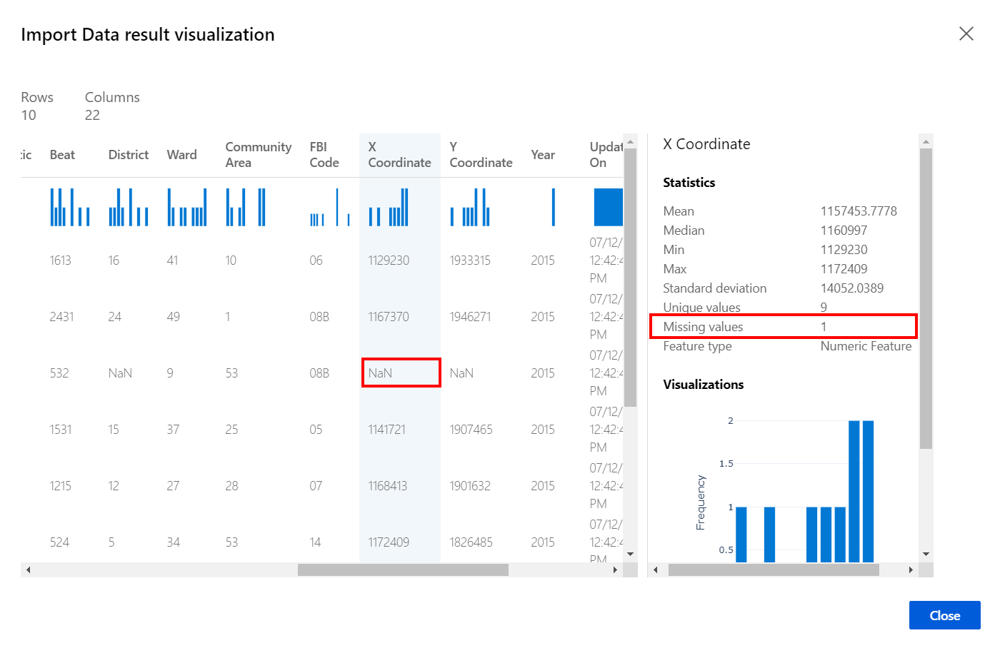 Import Data result visualization
Rows Columns
10 22
tic Beat District Ward Community Area FBI Code X Coordinate Y Coordinate Year Updat On
1613 16 41 10 06 1129230 1933315 2015 07/12/ 12:42:4 PM
2431 24 49 1 08B 1167370 1946271 2015 07/12/ 12:42:4 PM
532 NaN 9 53 08B NaN NaN 2015 07/12/ 12:42:4 PM
1531 15 37 25 05 1141721 1907465 2015 07/12/ 12:42:4 PM
1215 12 27 28 07 1168413 1901632 2015 07/12/ 12:42:4 PM
524 5 34 53 14 1172409 1826485 2015 07/12/ 12:42:4 PM
X Coordinate
Statistics
Mean 1157453.7778
Median 1160997
Min 1129230
Max 1172409
Standard deviation 14052.0389
Unique values 9
Missing values 1
Feature type Numeric Feature
Visualizations
2
1.5
1
0.5
Frequency
Close